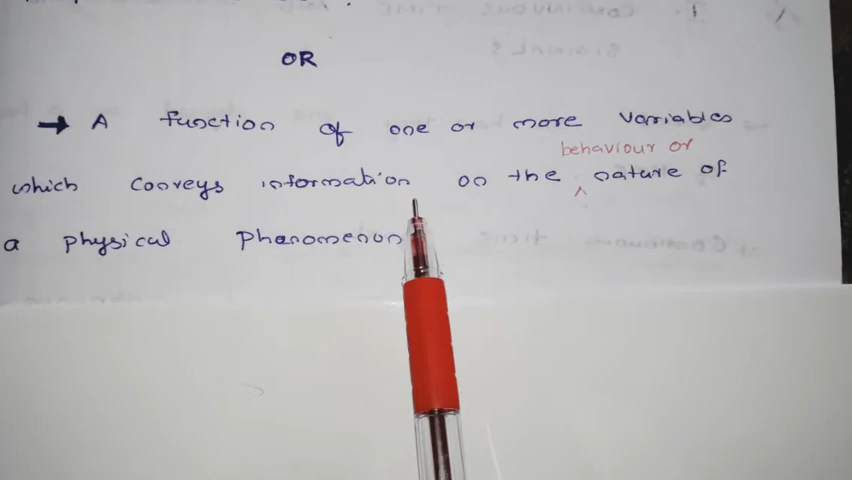 OR
→ A function of one or more variables
behaviour or
which conveys information on the ^ nature of
a physical phenomenon